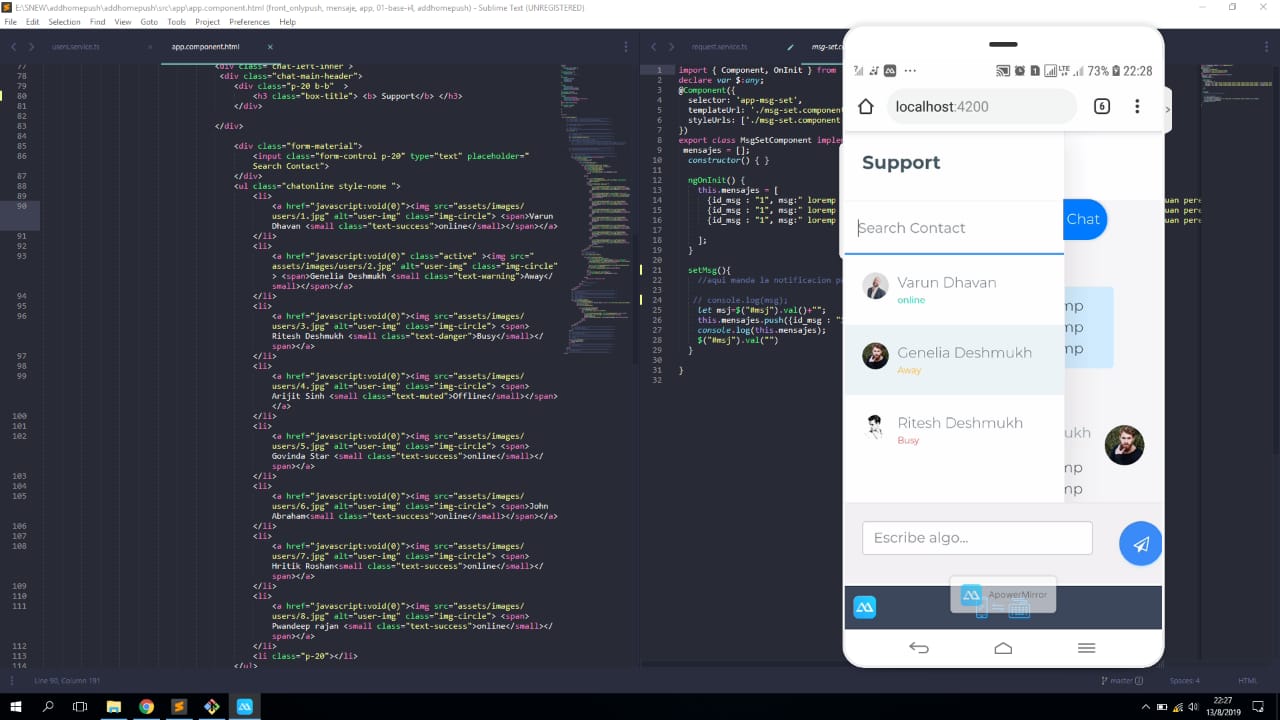 E:\SNEW\addhomepush\addhomepush\src\app\app.component.html (front_onlypush, mensaje, app, 01-base-i4, addhomepush) - Sublime Text (UNREGISTERED)
File Edit Selection Find View Goto Tools Project Preferences Help
users.service.ts
app.component.html
77 <div class="chat-left-inner">
78 <div class="chat-main-header">
79 <div class="p-20 b-b" >
80 <h3 class="box-title"> <b> Support</b> </h3>
81 </div>
82
83 </div>
84
85 <div class="form-material">
86 <input class="form-control p-20" type="text" placeholder="
Search Contact">
87 </div>
88 <ul class="chatonline style-none ">
89 <li>
90 <a href="javascript:void(0)"><img src="assets/images/
users/1.jpg" alt="user-img" class="img-circle"> <span>Varun
Dhavan <small class="text-success">online</small></span></a>
91 </li>
92 <li>
93 <a href="javascript:void(0)" class="active" ><img src="
assets/images/users/2.jpg" alt="user-img" class="img-circle"
> <span>Genelia Deshmukh <small class="text-warning">Away</
small></span></a>
94 </li>
95 <li>
96 <a href="javascript:void(0)"><img src="assets/images/
users/3.jpg" alt="user-img" class="img-circle"> <span>
Ritesh Deshmukh <small class="text-danger">Busy</small></
span></a>
97 </li>
98 <li>
99 <a href="javascript:void(0)"><img src="assets/images/
users/4.jpg" alt="user-img" class="img-circle"> <span>
Arijit Sinh <small class="text-muted">Offline</small></span>
</a>
100 </li>
101 <li>
102 <a href="javascript:void(0)"><img src="assets/images/
users/5.jpg" alt="user-img" class="img-circle"> <span>
Govinda Star <small class="text-success">online</small></
span></a>
103 </li>
104 <li>
105 <a href="javascript:void(0)"><img src="assets/images/
users/6.jpg" alt="user-img" class="img-circle"> <span>John
Abraham<small class="text-success">online</small></span></a>
106 </li>
107 <li>
108 <a href="javascript:void(0)"><img src="assets/images/
users/7.jpg" alt="user-img" class="img-circle"> <span>
Hritik Roshan<small class="text-success">online</small></
span></a>
109 </li>
110 <li>
111 <a href="javascript:void(0)"><img src="assets/images/
users/8.jpg" alt="user-img" class="img-circle"> <span>
Pwandeep rajan <small class="text-success">online</small></
span></a>
112 </li>
113 <li class="p-20"></li>
114 </ul>
request.service.ts
msg-set.c
1 import { Component, OnInit } from
2 declare var $:any;
3 @Component({
4 selector: 'app-msg-set',
5 templateUrl: './msg-set.component
6 styleUrls: ['./msg-set.component
7 })
8 export class MsgSetComponent implem
9 mensajes = [];
10 constructor() { }
11
12 ngOnInit() {
13 this.mensajes = [
14 {id_msg : "1", msg:" loremp
15 {id_msg : "1", msg:" loremp
16 {id_msg : "1", msg:" loremp
17
18 ];
19 }
20
21 setMsg(){
22 //aqui manda la notificacion p
23
24 // console.log(msg);
25 let msj=$("#msj").val()+"";
26 this.mensajes.push({id_msg : "
27 console.log(this.mensajes);
28 $("#msj").val("")
29 }
30
31 }
32
uan pere
uan pere
uan pere
LTE 73% 22:28
localhost:4200
6
Support
Chat
Search Contact
Varun Dhavan
online
Genelia Deshmukh
Away
Ritesh Deshmukh
Busy
mp
mp
mp
ukh
mp
mp
Escribe algo...
ApowerMirror
Line 90, Column 191
master 2
Spaces: 4
HTML
22:27
13/8/2019